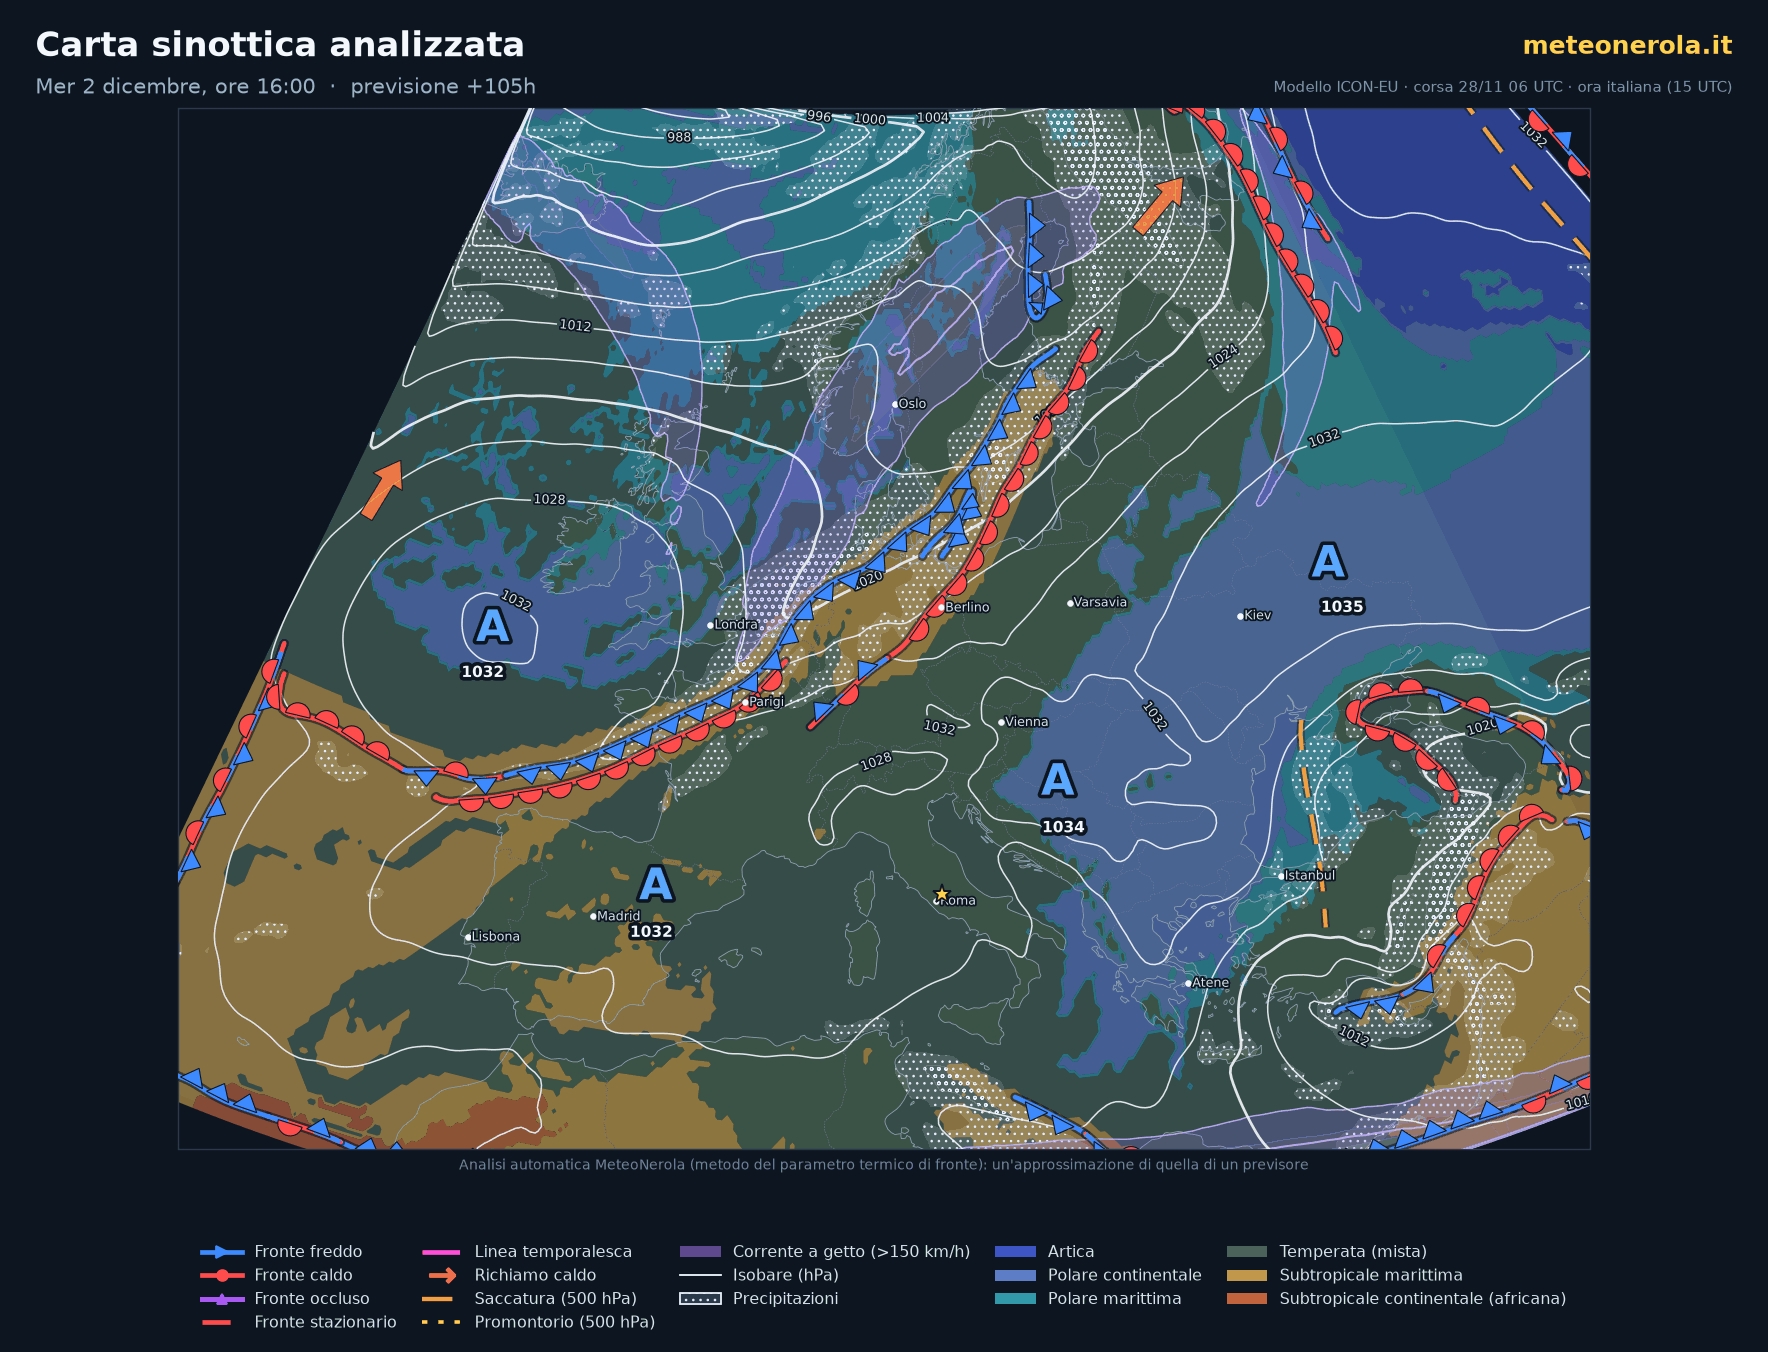 Carta sinottica analizzata
meteonerola.it
Mer 2 dicembre, ore 16:00 · previsione +105h
Modello ICON-EU · corsa 28/11 06 UTC · ora italiana (15 UTC)
996
1000
1004
988
1032
1012
1024
Oslo
1032
1028
A
1035
1032
A
1032
1020
Berlino
Varsavia
Kiev
Londra
Parigi
1032
Vienna
1032
1020
1028
A
1034
Istanbul
A
1032
Madrid
Roma
Lisbona
Atene
1012
101
Analisi automatica MeteoNerola (metodo del parametro termico di fronte): un'approssimazione di quella di un previsore
Fronte freddo
Fronte caldo
Fronte occluso
Fronte stazionario
Linea temporalesca
Richiamo caldo
Saccatura (500 hPa)
Promontorio (500 hPa)
Corrente a getto (>150 km/h)
Isobare (hPa)
Precipitazioni
Artica
Polare continentale
Polare marittima
Temperata (mista)
Subtropicale marittima
Subtropicale continentale (africana)